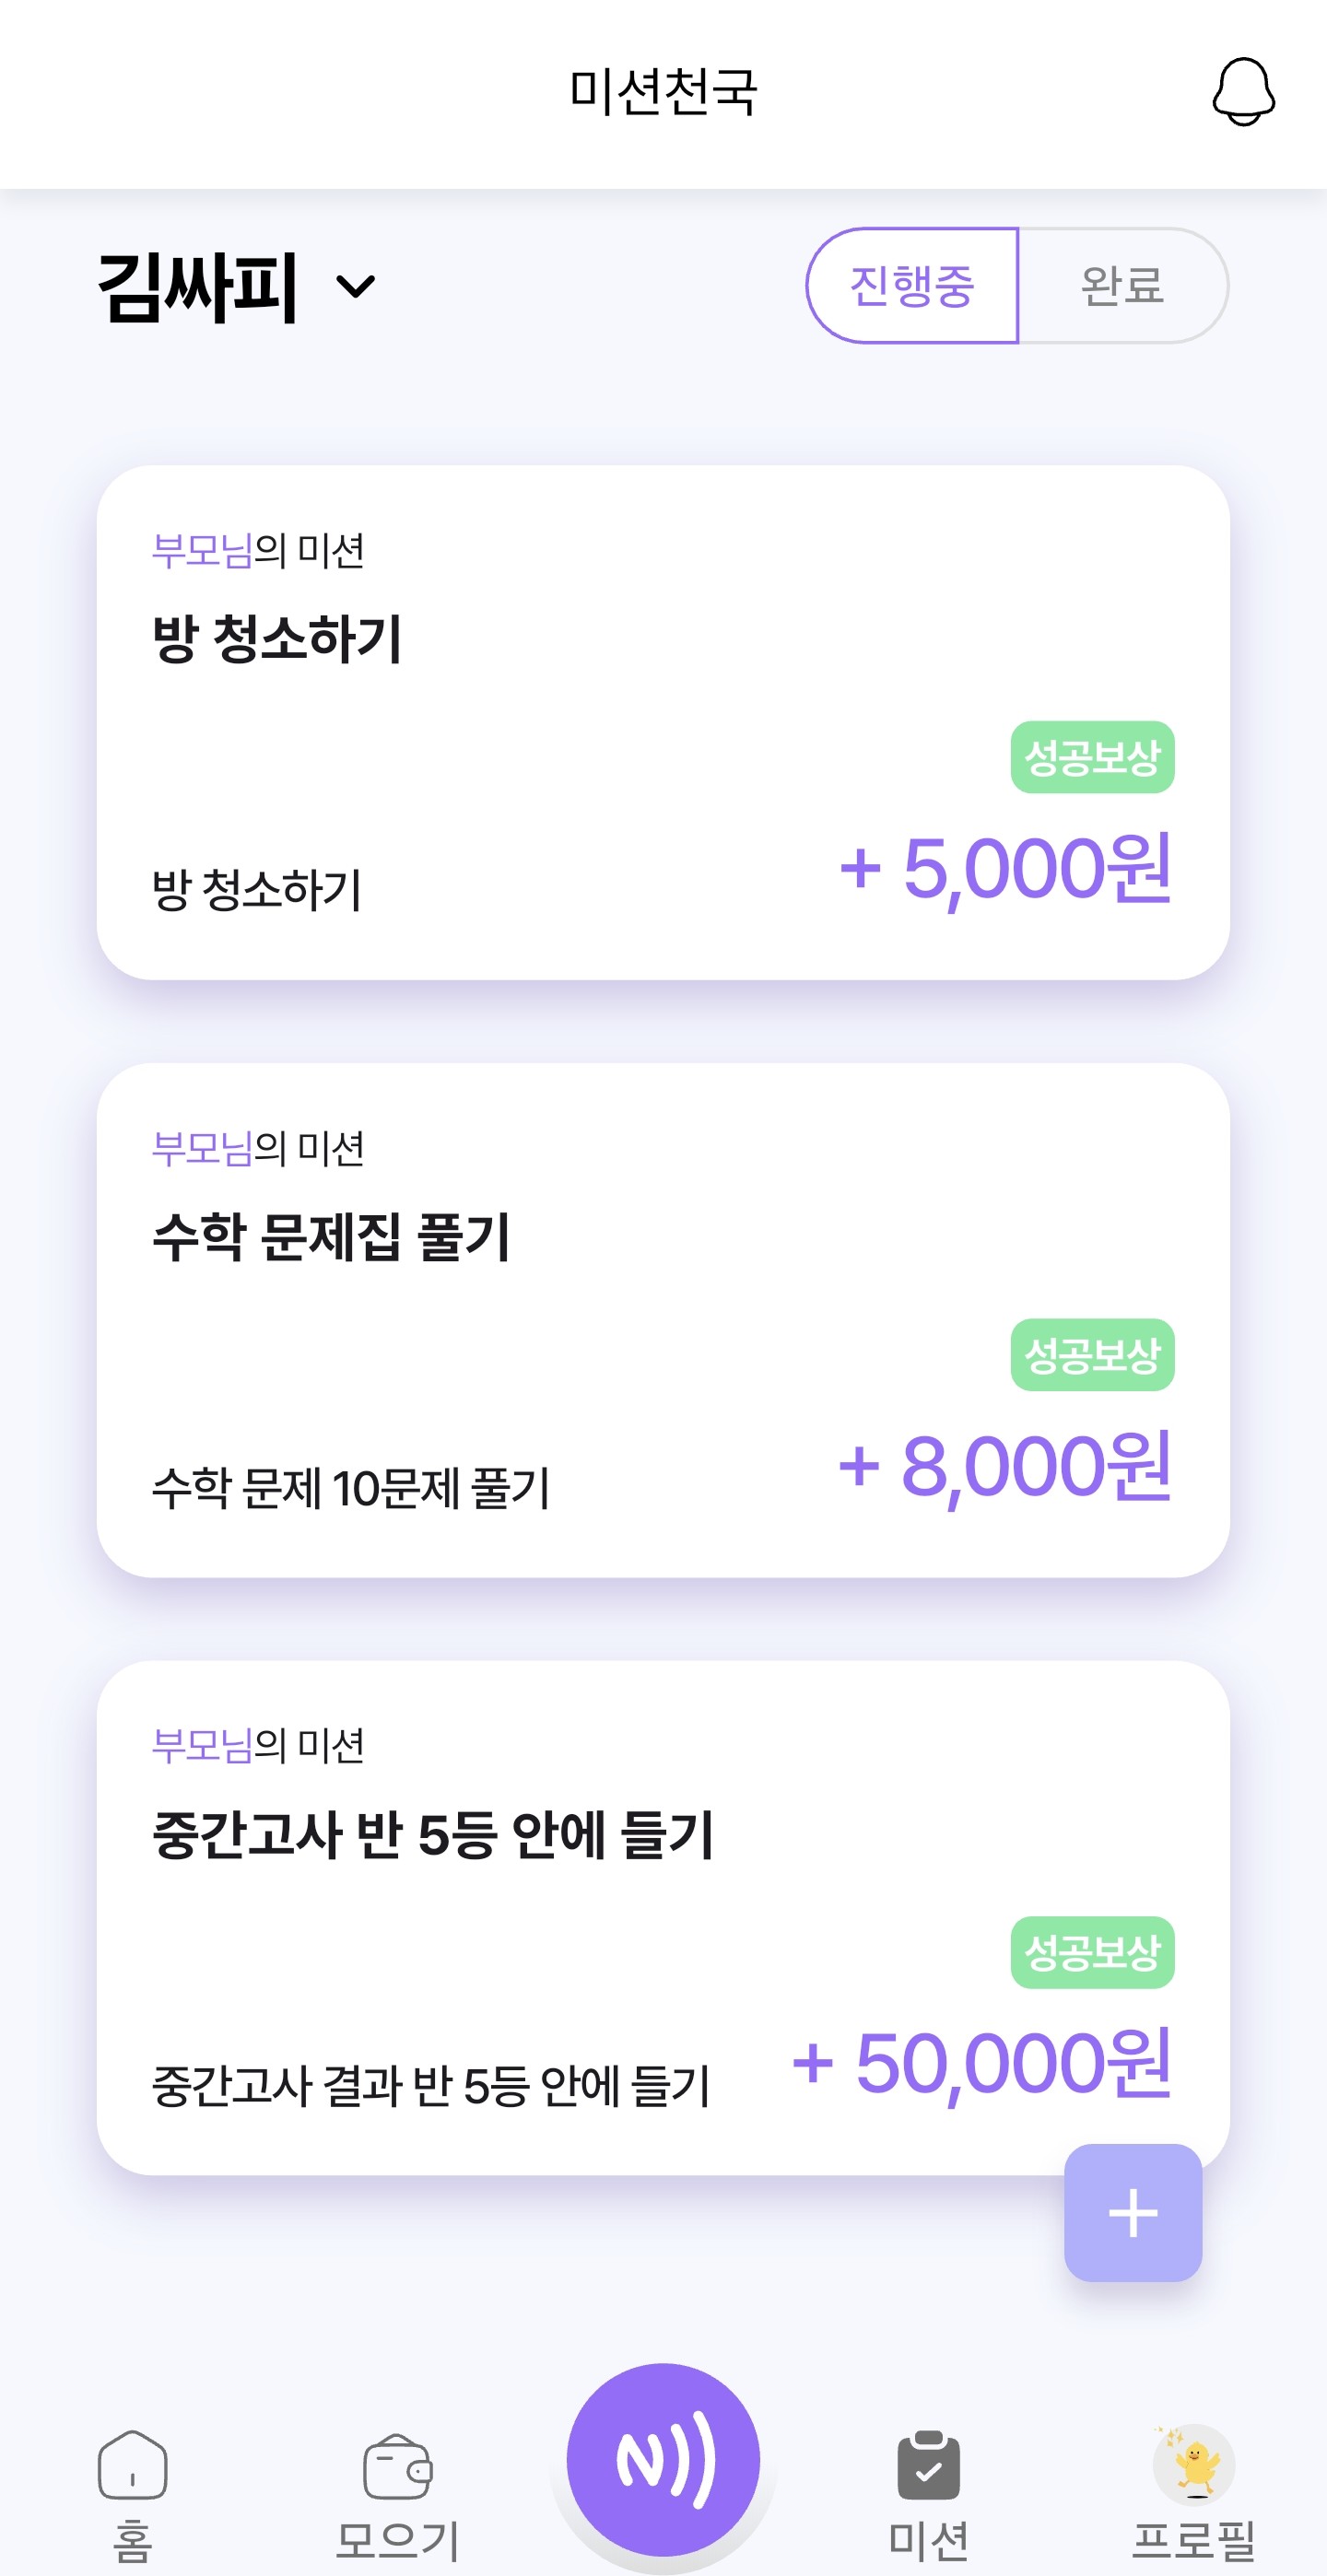 미션천국
김싸피
진행중 완료
부모님의 미션
방 청소하기
성공보상
방 청소하기 + 5,000원
부모님의 미션
수학 문제집 풀기
성공보상
수학 문제 10문제 풀기 + 8,000원
부모님의 미션
중간고사 반 5등 안에 들기
성공보상
중간고사 결과 반 5등 안에 들기 + 50,000원
+
홈 모으기 미션 프로필